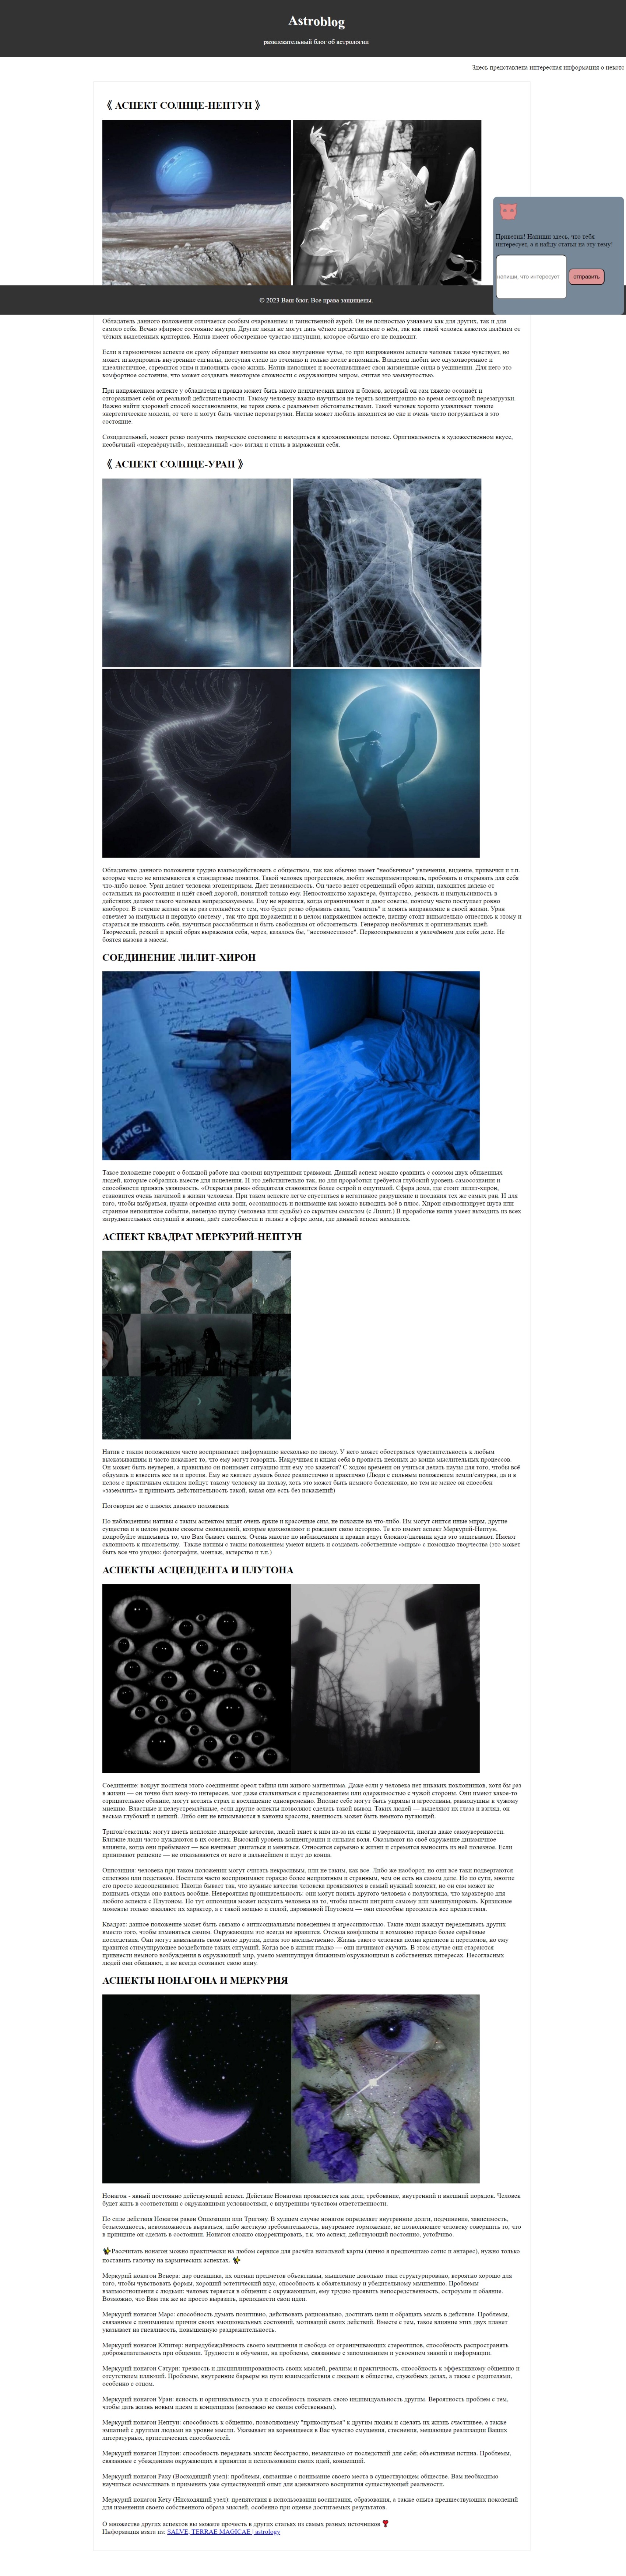 Astroblog
развлекательный блог об астрологии
Здесь представлена интересная информация о некото
《 АСПЕКТ СОЛНЦЕ-НЕПТУН 》
Приветик! Напиши здесь, что тебя
интересует, а я найду статьи на эту тему!
напиши, что интересует
отправить
© 2023 Ваш блог. Все права защищены.
Обладатель данного положения отличается особым очарованием и таинственной аурой. Он не полностью узнаваем как для других, так и для
самого себя. Вечно эфирное состояние внутри. Другие люди не могут дать чёткое представление о нём, так как такой человек кажется далёким от
чётких выделенных критериев. Натив имеет обостренное чувство интуиции, которое обычно его не подводит.
Если в гармоничном аспекте он сразу обращает внимание на свое внутреннее чутье, то при напряженном аспекте человек также чувствует, но
может игнорировать внутренние сигналы, поступая слепо по течению и только после вспомнить. Владелец любит все одухотворенное и
идеалистичное, стремится этим и наполнять свою жизнь. Натив наполняет и восстанавливает свои жизненные силы в уединении. Для него это
комфортное состояние, что может создавать некоторые сложности с окружающим миром, считая это замкнутостью.
При напряженном аспекте у обладателя и правда может быть много психических щитов и блоков, который он сам тяжело осознаёт и
отгораживает себя от реальной действительности. Такому человеку важно научиться не терять концентрацию во время сенсорной перезагрузки.
Важно найти здоровый способ восстановления, не теряя связи с реальными обстоятельствами. Такой человек хорошо улавливает тонкие
энергетические модели, от чего и могут быть частые перезагрузки. Натив может любить находится во сне и очень часто погружаться в это
состояние.
Созидательный, может резко получить творческое состояние и находиться в вдохновляющем потоке. Оригинальность в художественном вкусе,
необычный «перевёрнутый», неизведанный «до» взгляд и стиль в выражении себя.
《 АСПЕКТ СОЛНЦЕ-УРАН 》
Обладателю данного положения трудно взаимодействовать с обществом, так как обычно имеет "необычные" увлечения, видение, привычки и т.п.
которые часто не вписываются в стандартные понятия. Такой человек прогрессивен, любит экспериментировать, пробовать и открывать для себя
что-либо новое. Уран делает человека эгоцентричным. Даёт независимость. Он часто ведёт отрешенный образ жизни, находится далеко от
остальных на расстоянии и идёт своей дорогой, понятной только ему. Непостоянство характера, бунтарство, резкость и импульсивность в
действиях делают такого человека непредсказуемым. Ему не нравится, когда ограничивают и дают советы, поэтому часто поступает ровно
наоборот. В течение жизни он не раз столкнётся с тем, что будет резко обрывать связи, "сжигать" и менять направление в своей жизни. Уран
отвечает за импульсы и нервную систему , так что при поражении и в целом напряженном аспекте, нативу стоит внимательно отнестись к этому и
стараться не изводить себя, научиться расслабляться и быть свободным от обстоятельств. Генератор необычных и оригинальных идей.
Творческий, резкий и яркий образ выражения себя, через, казалось бы, "несовместимое". Первооткрыватели в увлечённом для себя деле. Не
боятся вызова в массы.
СОЕДИНЕНИЕ ЛИЛИТ-ХИРОН
CAMEL
Такое положение говорит о большой работе над своими внутренними травмами. Данный аспект можно сравнить с союзом двух обиженных
людей, которые собрались вместе для исцеления. И это действительно так, но для проработки требуется глубокий уровень самосознания и
способности принять уязвимость. «Открытая рана» обладателя становится более острой и ощутимой. Сфера дома, где стоит лилит-хирон,
становится очень значимой в жизни человека. При таком аспекте легче спуститься в негативное разрушение и поедания тех же самых ран. И для
того, чтобы выбраться, нужна огромная сила воли, осознанность и понимание как можно выводить всё в плюс. Хирон символизирует шута или
странное непонятное событие, нелепую шутку (человека или судьбы) со скрытым смыслом (с Лилит.) В проработке натив умеет выходить из всех
затруднительных ситуаций в жизни, даёт способности и талант в сфере дома, где данный аспект находится.
АСПЕКТ КВАДРАТ МЕРКУРИЙ-НЕПТУН
Натив с таким положением часто воспринимает информацию несколько по иному. У него может обостряться чувствительность к любым
высказываниям и часто искажает то, что ему могут говорить. Накручивая и кидая себя в пропасть неясных до конца мыслительных процессов.
Он может быть неуверен, а правильно он понимает ситуацию или ему это кажется? С ходом времени он учиться делать паузы для того, чтобы всё
обдумать и взвесить все за и против. Ему не хватает думать более реалистично и практично (Люди с сильным положением земли/сатурна, да и в
целом с практичным складом пойдут такому человеку на пользу, хоть это может быть немного болезненно, но тем не менее он способен
«заземлить» и принимать действительность такой, какая она есть без искажений)
Поговорим же о плюсах данного положения
По наблюдениям нативы с таким аспектом видят очень яркие и красочные сны, не похожие на что-либо. Им могут снится иные миры, другие
существа и в целом редкие сюжеты сновидений, которые вдохновляют и рождают свою историю. Те кто имеют аспект Меркурий-Нептун,
попробуйте записывать то, что Вам бывает снится. Очень многие по наблюдениям и правда ведут блокнот/дневник куда это записывают. Имеют
склонность к писательству. Также нативы с таким положением умеют видеть и создавать собственные «миры» с помощью творчества (это может
быть все что угодно: фотография, монтаж, актерство и т.п.)
АСПЕКТЫ АСЦЕНДЕНТА И ПЛУТОНА
Соединение: вокруг носителя этого соединения ореол тайны или живого магнетизма. Даже если у человека нет никаких поклонников, хотя бы раз
в жизни — он точно был кому-то интересен, мог даже сталкиваться с преследованием или одержимостью с чужой стороны. Они имеют какое-то
отрицательное обаяние, могут вселять страх и восхищение одновременно. Вполне себе могут быть упрямы и агрессивны, равнодушны к чужому
мнению. Властные и целеустремлённые, если другие аспекты позволяют сделать такой вывод. Таких людей — выделяют их глаза и взгляд, он
весьма глубокий и цепкий. Либо они не вписываются в каноны красоты, внешность может быть немного пугающей.
Тригон/секстиль: могут иметь неплохие лидерские качества, людей тянет к ним из-за их силы и уверенности, иногда даже самоуверенности.
Близкие люди часто нуждаются в их советах. Высокий уровень концентрации и сильная воля. Оказывают на своё окружение динамичное
влияние, когда они пребывают — все начинает двигаться и меняться. Относятся серьезно к жизни и стремятся выносить из неё полезное. Если
принимают решение — не отказываются от него в дальнейшем и идут до конца.
Оппозиция: человека при таком положении могут считать некрасивым, или не таким, как все. Либо же наоборот, но они все таки подвергаются
сплетням или подставам. Носителя часто воспринимают гораздо более неприятным и странным, чем он есть на самом деле. Но по сути, многие
его просто недооценивают. Иногда бывает так, что нужные качества человека проявляются в самый нужный момент, но он сам может не
понимать откуда оно взялось вообще. Невероятная проницательность: они могут понять другого человека с полувзгляда, что характерно для
любого аспекта с Плутоном. Но тут оппозиция может искусить на то, чтобы плести интриги самому или манипулировать. Кризисные
моменты только закаляют их характер, а с такой мощью и силой, дарованной Плутоном — они способны преодолеть все препятствия.
Квадрат: данное положение может быть связано с антисоциальным поведением и агрессивностью. Такие люди жаждут переделывать других
вместо того, чтобы изменяться самим. Окружающим это всегда не нравится. Отсюда конфликты и возможно гораздо более серьёзные
последствия. Они могут навязывать свою волю другим, делая это насильственно. Жизнь такого человека полна кризисов и переломов, но ему
нравится стимулирующее воздействие таких ситуаций. Когда все в жизни гладко — они начинают скучать. В этом случае они стараются
привнести немного возбуждения в окружающий мир, умело манипулируя ближними/окружающими в собственных интересах. Несогласных
людей они обвиняют, и не всегда осознают свою вину.
АСПЕКТЫ НОНАГОНА И МЕРКУРИЯ
Нонагон - явный постоянно действующий аспект. Действие Нонагона проявляется как долг, требование, внутренний и внешний порядок. Человек
будет жить в соответствии с окружавшими условностями, с внутренним чувством ответственности.
По силе действия Нонагон равен Оппозиции или Тригону. В худшем случае нонагон определяет внутренние долги, подчинение, зависимость,
безысходность, невозможность вырваться, либо жесткую требовательность, внутреннее торможение, не позволяющее человеку совершить то, что
в принципе он сделать в состоянии. Нонагон сложно скорректировать, т.к. это аспект, действующий постоянно, устойчиво.
Рассчитать нонагон можно практически на любом сервисе для расчёта натальной карты (лично я предпочитаю сотис и антарес), нужно только
поставить галочку на кармических аспектах.
Меркурий нонагон Венера: дар оценщика, их оценки предметов объективны, мышление довольно таки структурировано, вероятно хорошо для
того, чтобы чувствовать формы, хороший эстетический вкус, способность к обаятельному и убедительному мышлению. Проблемы
взаимоотношения с людьми: человек теряется в общении с окружающими, ему трудно проявить непосредственность, остроумие и обаяние.
Возможно, что Вам так же не просто выразить, преподнести свои идеи.
Меркурий нонагон Марс: способность думать позитивно, действовать рационально, достигать цели и обращать мысль в действие. Проблемы,
связанные с пониманием причин своих эмоциональных состояний, мотиваций своих действий. Вместе с тем, такое влияние этих двух планет
указывает на гневливость, повышенную раздражительность.
Меркурий нонагон Юпитер: непредубеждённость своего мышления и свобода от ограничивающих стереотипов, способность распространять
доброжелательность при общении. Трудности в обучении, на проблемы, связанные с запоминанием и усвоением знаний и информации.
Меркурий нонагон Сатурн: трезвость и дисциплинированность своих мыслей, реализм и практичность, способность к эффективному общению и
отсутствием иллюзий. Проблемы, внутренние барьеры на пути взаимодействия с людьми в обществе, служебных делах, а также с родителями,
особенно с отцом.
Меркурий нонагон Уран: ясность и оригинальность ума и способность показать свою индивидуальность другим. Вероятность проблем с тем,
чтобы дать жизнь новым идеям и концепциям (возможно не своим собственным).
Меркурий нонагон Нептун: способность к общению, позволяющему "прикоснуться" к другим людям и сделать их жизнь счастливее, а также
эмпатией с другими людьми на уровне мысли. Указывает на коренящееся в Вас чувство смущения, стеснения, мешающее реализации Ваших
литературных, артистических способностей.
Меркурий нонагон Плутон: способность передавать мысли бесстрастно, независимо от последствий для себя; объективная истина. Проблемы,
связанные с убеждением окружающих в принятии и использовании своих идей, концепций.
Меркурий нонагон Раху (Восходящий узел): проблемы, связанные с понимание своего места в существующем обществе. Вам необходимо
научиться осмысливать и применять уже существующий опыт для адекватного восприятия существующей реальности.
Меркурий нонагон Кету (Нисходящий узел): препятствия в использовании воспитания, образования, а также опыта предшествующих поколений
для изменения своего собственного образа мыслей, особенно при оценке достигаемых результатов.
О множестве других аспектов вы можете прочесть в других статьях из самых разных источников
Информация взята из: SALVE, TERRAE MAGICAE | astrology